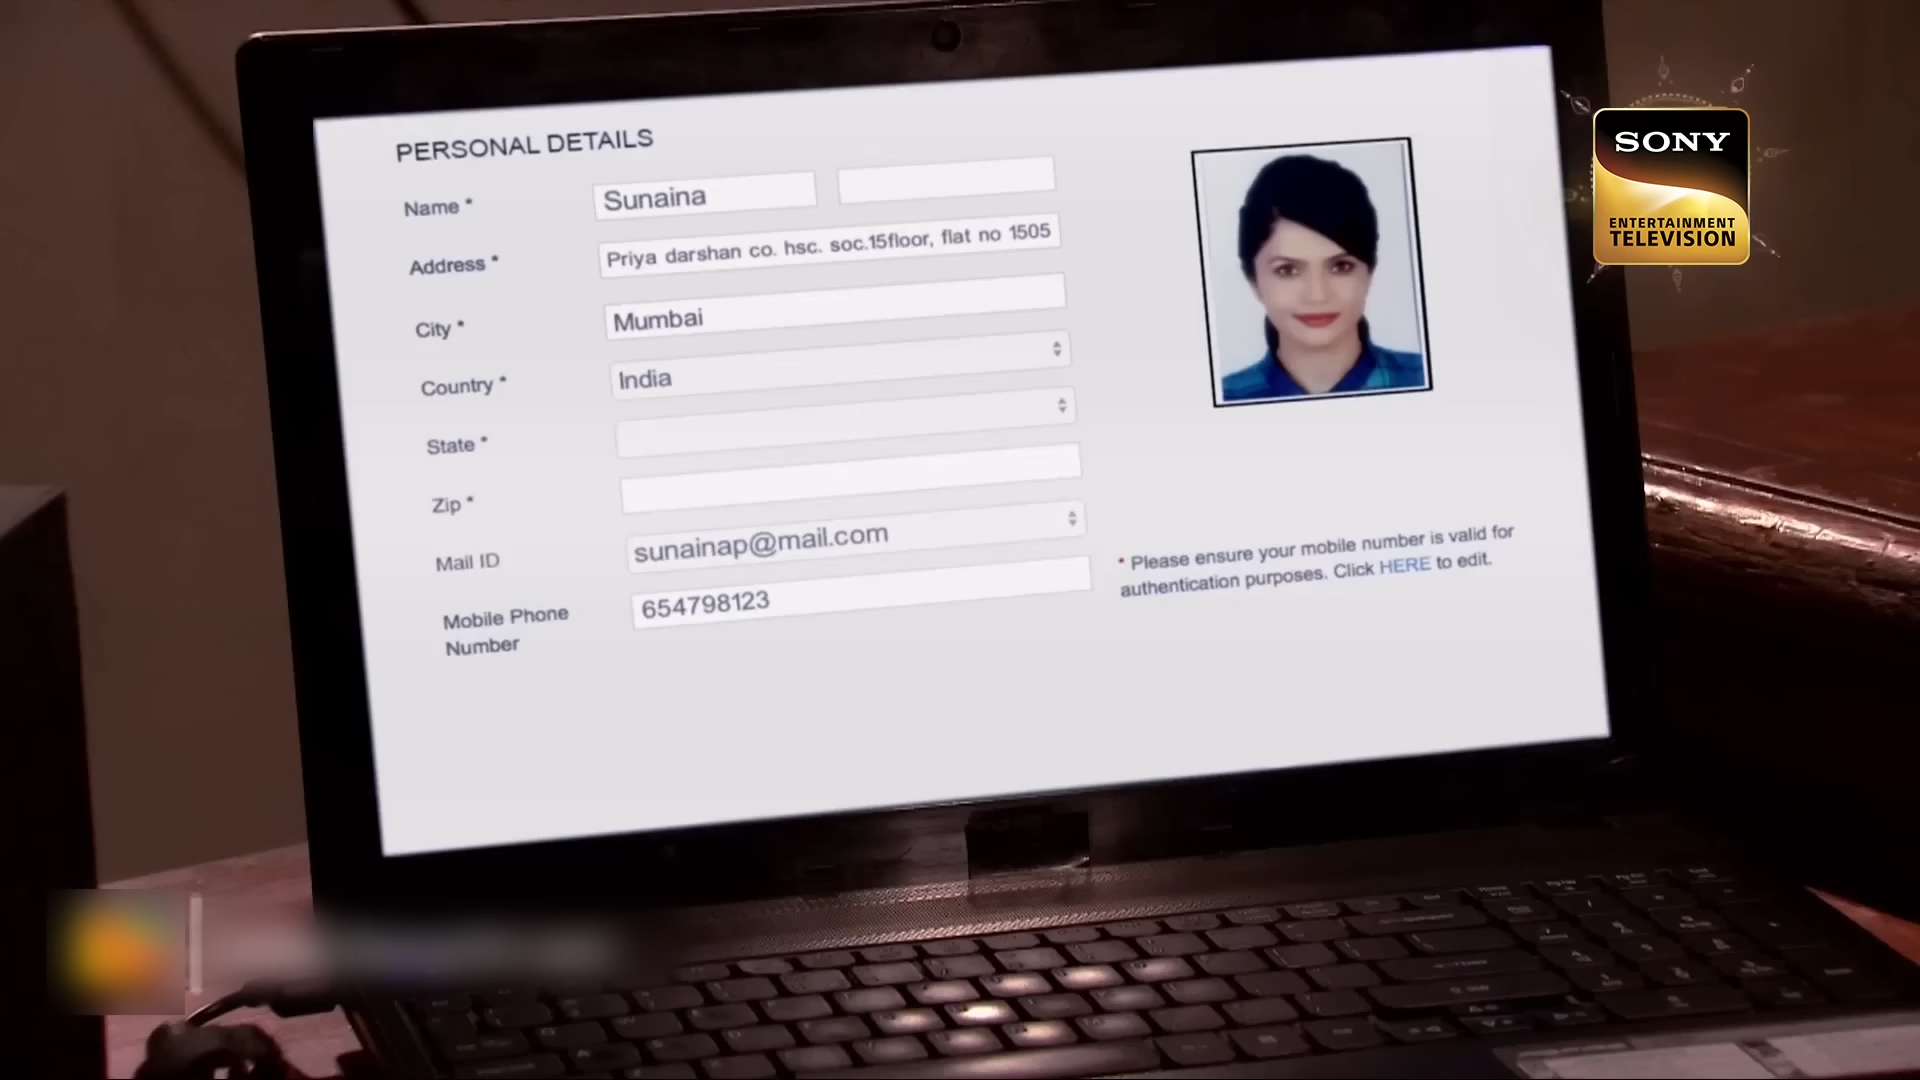 PERSONAL DETAILS
Name * Sunaina
Address * Priya darshan co. hsc. soc.15floor, flat no 1505
City * Mumbai
Country * India
State *
Zip *
Mail ID sunainap@mail.com
Mobile Phone Number 654798123
* Please ensure your mobile number is valid for
authentication purposes. Click HERE to edit.
SONY
ENTERTAINMENT
TELEVISION